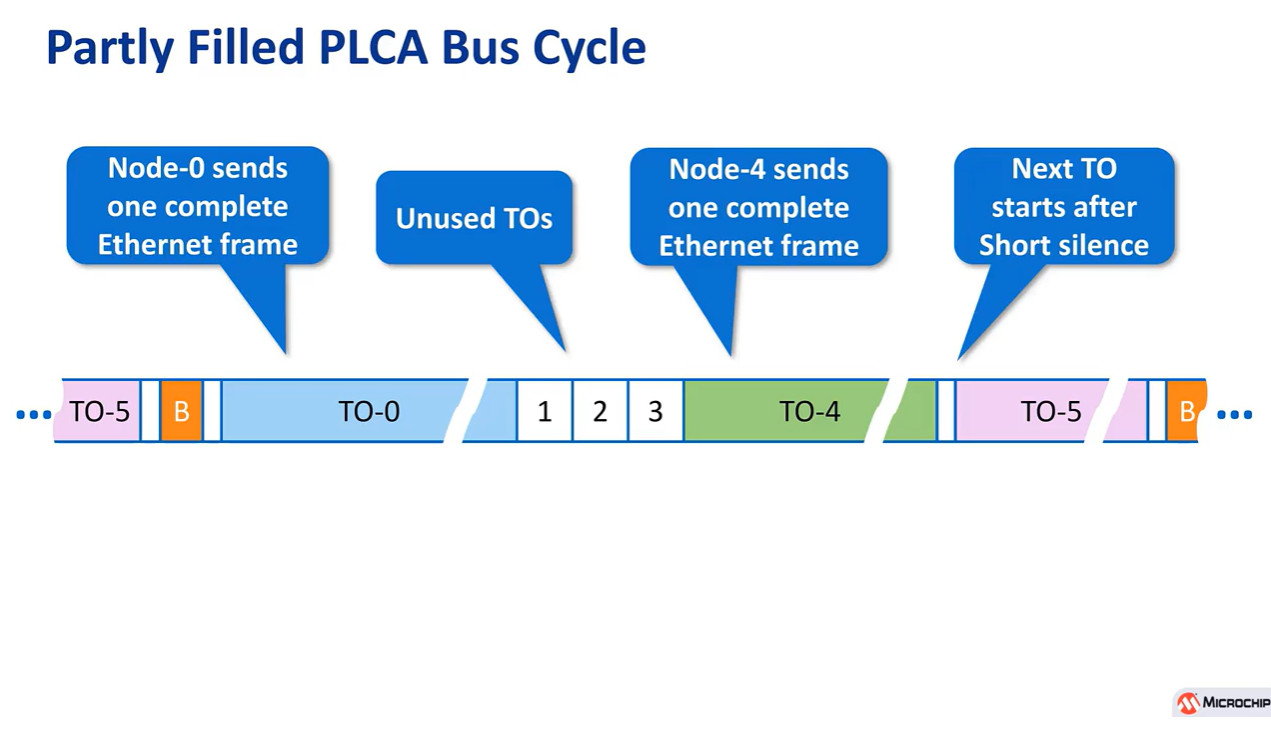 Partly Filled PLCA Bus Cycle
Node-0 sends
one complete
Ethernet frame
Unused TOs
Node-4 sends
one complete
Ethernet frame
Next TO
starts after
Short silence
... TO-5 B TO-0 1 2 3 TO-4 TO-5 B ...
MICROCHIP